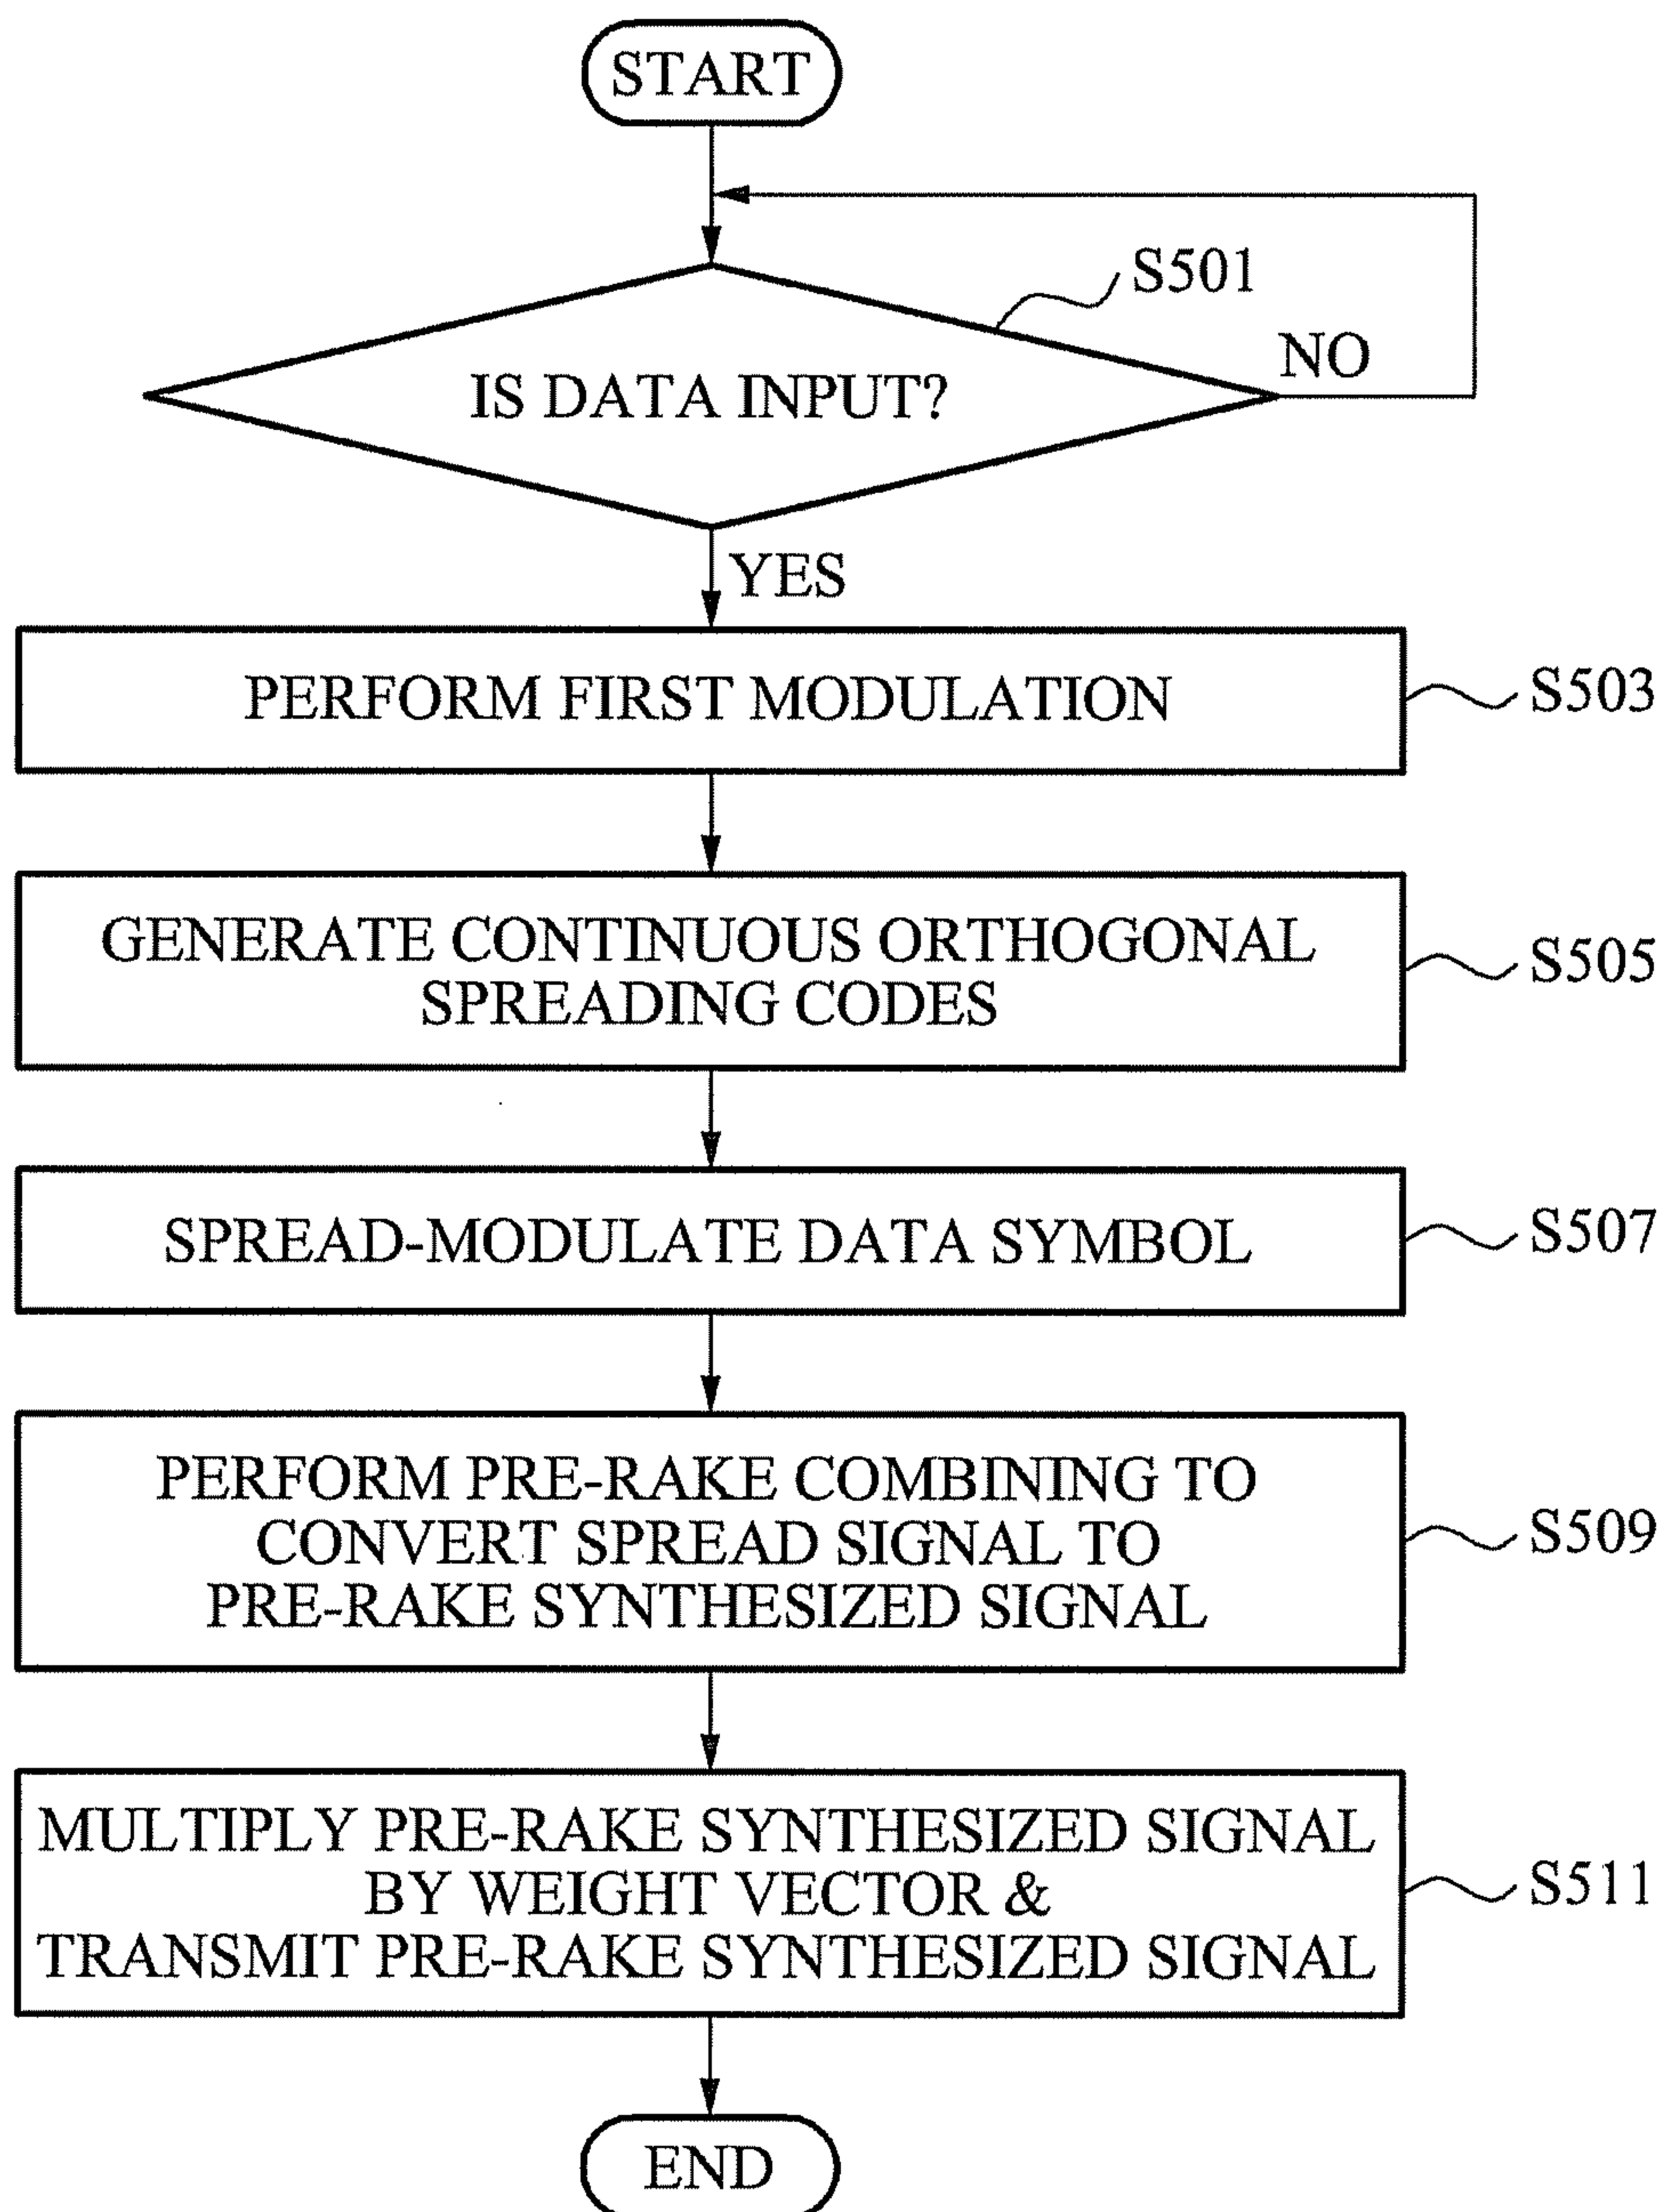 START
S501
IS DATA INPUT?
NO
YES
PERFORM FIRST MODULATION
S503
GENERATE CONTINUOUS ORTHOGONAL
SPREADING CODES
S505
SPREAD-MODULATE DATA SYMBOL
S507
PERFORM PRE-RAKE COMBINING TO
CONVERT SPREAD SIGNAL TO
PRE-RAKE SYNTHESIZED SIGNAL
S509
MULTIPLY PRE-RAKE SYNTHESIZED SIGNAL
BY WEIGHT VECTOR &
TRANSMIT PRE-RAKE SYNTHESIZED SIGNAL
S511
END